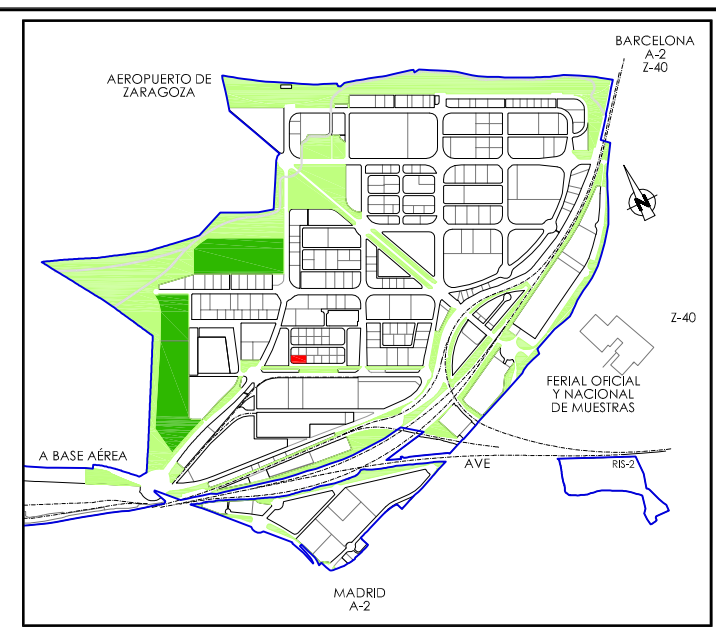 BARCELONA
A-2
Z-40
AEROPUERTO DE
ZARAGOZA
N
Z-40
FERIAL OFICIAL
Y NACIONAL
DE MUESTRAS
A BASE AÉREA
AVE
RIS-2
MADRID
A-2